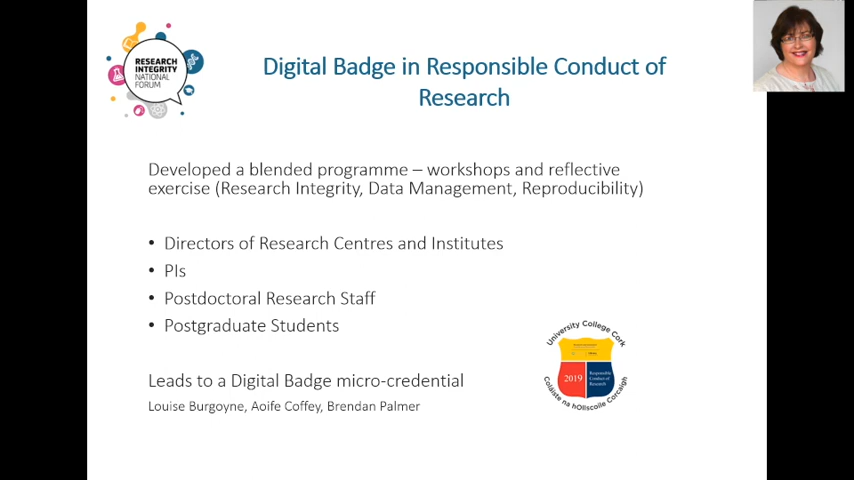 RESEARCH
INTEGRITY
NATIONAL
FORUM
Digital Badge in Responsible Conduct of
Research
Developed a blended programme – workshops and reflective
exercise (Research Integrity, Data Management, Reproducibility)
• Directors of Research Centres and Institutes
• PIs
• Postdoctoral Research Staff
• Postgraduate Students
University College Cork
2019
Responsible
Conduct of
Research
Coláiste na hOllscoile Corcaigh
Leads to a Digital Badge micro-credential
Louise Burgoyne, Aoife Coffey, Brendan Palmer